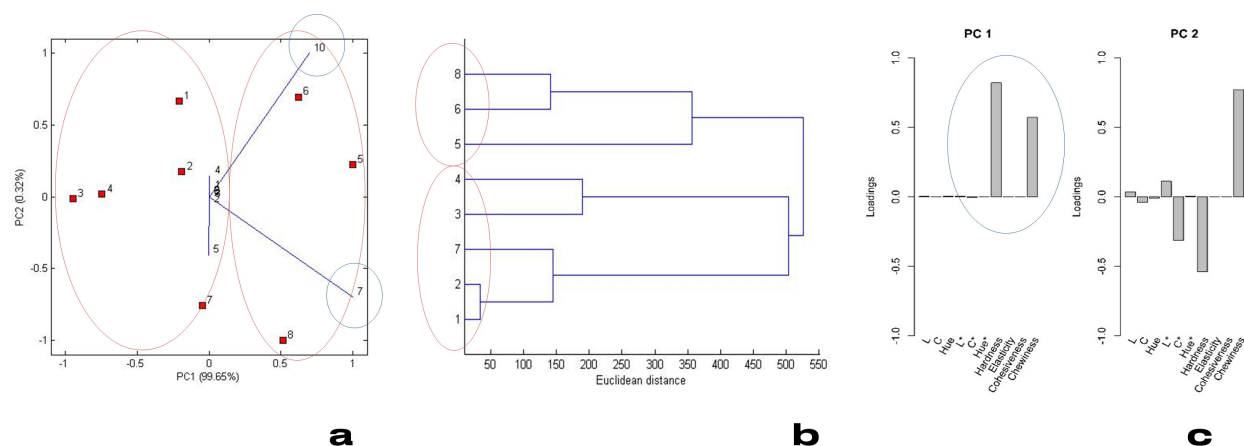 1
0.5
0
-0.5
-1
PC2 (0.32%)
-1
-0.5
0
0.5
1
PC1 (99.65%)
10
6
1
5
4
2
3
4
1
2
5
7
7
8
a
8
6
5
4
3
7
2
1
50
100
150
200
250
300
350
400
450
500
550
Euclidean distance
b
PC 1
Loadings
1.0
0.5
0.0
-0.5
-1.0
L
C
Hue
L*
C*
Hue*
Hardness
Elasticity
Cohesiveness
Chewiness
PC 2
Loadings
1.0
0.5
0.0
-0.5
-1.0
L
C
Hue
L*
C*
Hue*
Hardness
Elasticity
Cohesiveness
Chewiness
c